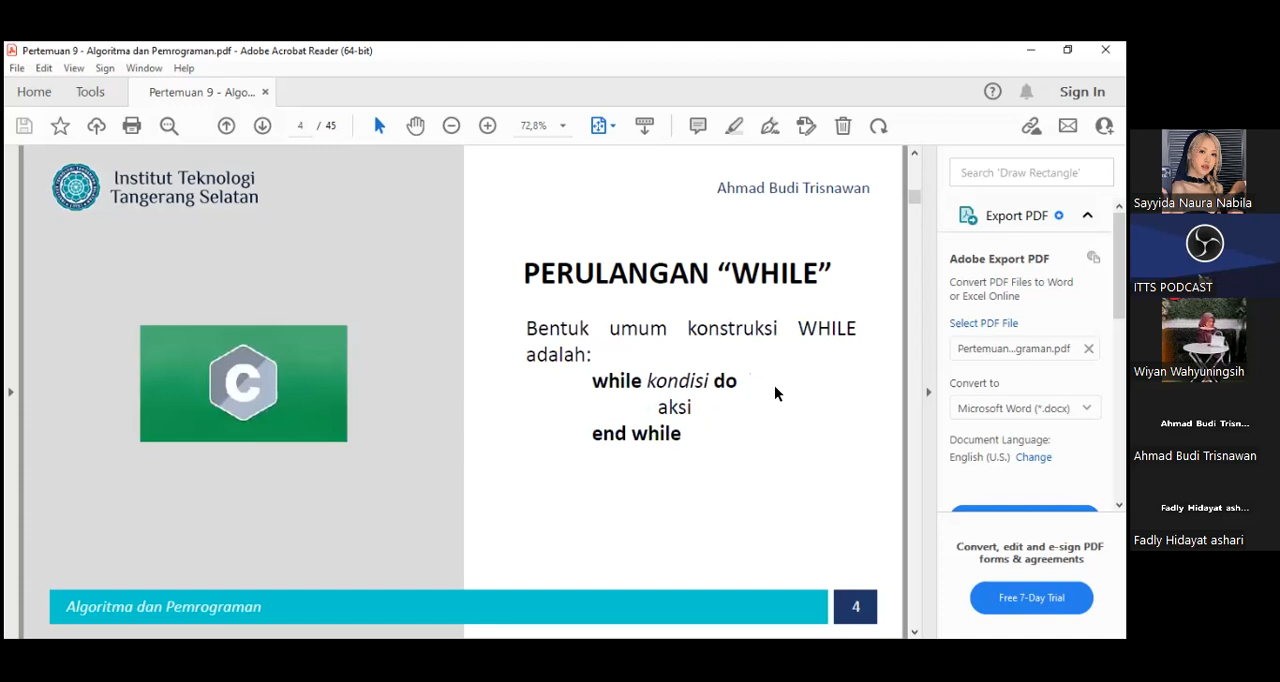 Pertemuan 9 - Algoritma dan Pemrograman.pdf - Adobe Acrobat Reader (64-bit)
File Edit View Sign Window Help
Home Tools Pertemuan 9 - Algo... × Sign In
4 / 45 72,8%
Institut Teknologi
Tangerang Selatan
Ahmad Budi Trisnawan
PERULANGAN “WHILE”
Bentuk umum konstruksi WHILE
adalah:
while kondisi do
aksi
end while
C
Algoritma dan Pemrograman 4
Search 'Draw Rectangle'
Export PDF
Adobe Export PDF
Convert PDF Files to Word
or Excel Online
Select PDF File
Pertemuan...graman.pdf
Convert to
Microsoft Word (*.docx)
Document Language:
English (U.S.) Change
Convert, edit and e-sign PDF
forms & agreements
Free 7-Day Trial
Sayyida Naura Nabila
ITTS PODCAST
Wiyan Wahyuningsih
Ahmad Budi Trisn...
Ahmad Budi Trisnawan
Fadly Hidayat ash...
Fadly Hidayat ashari